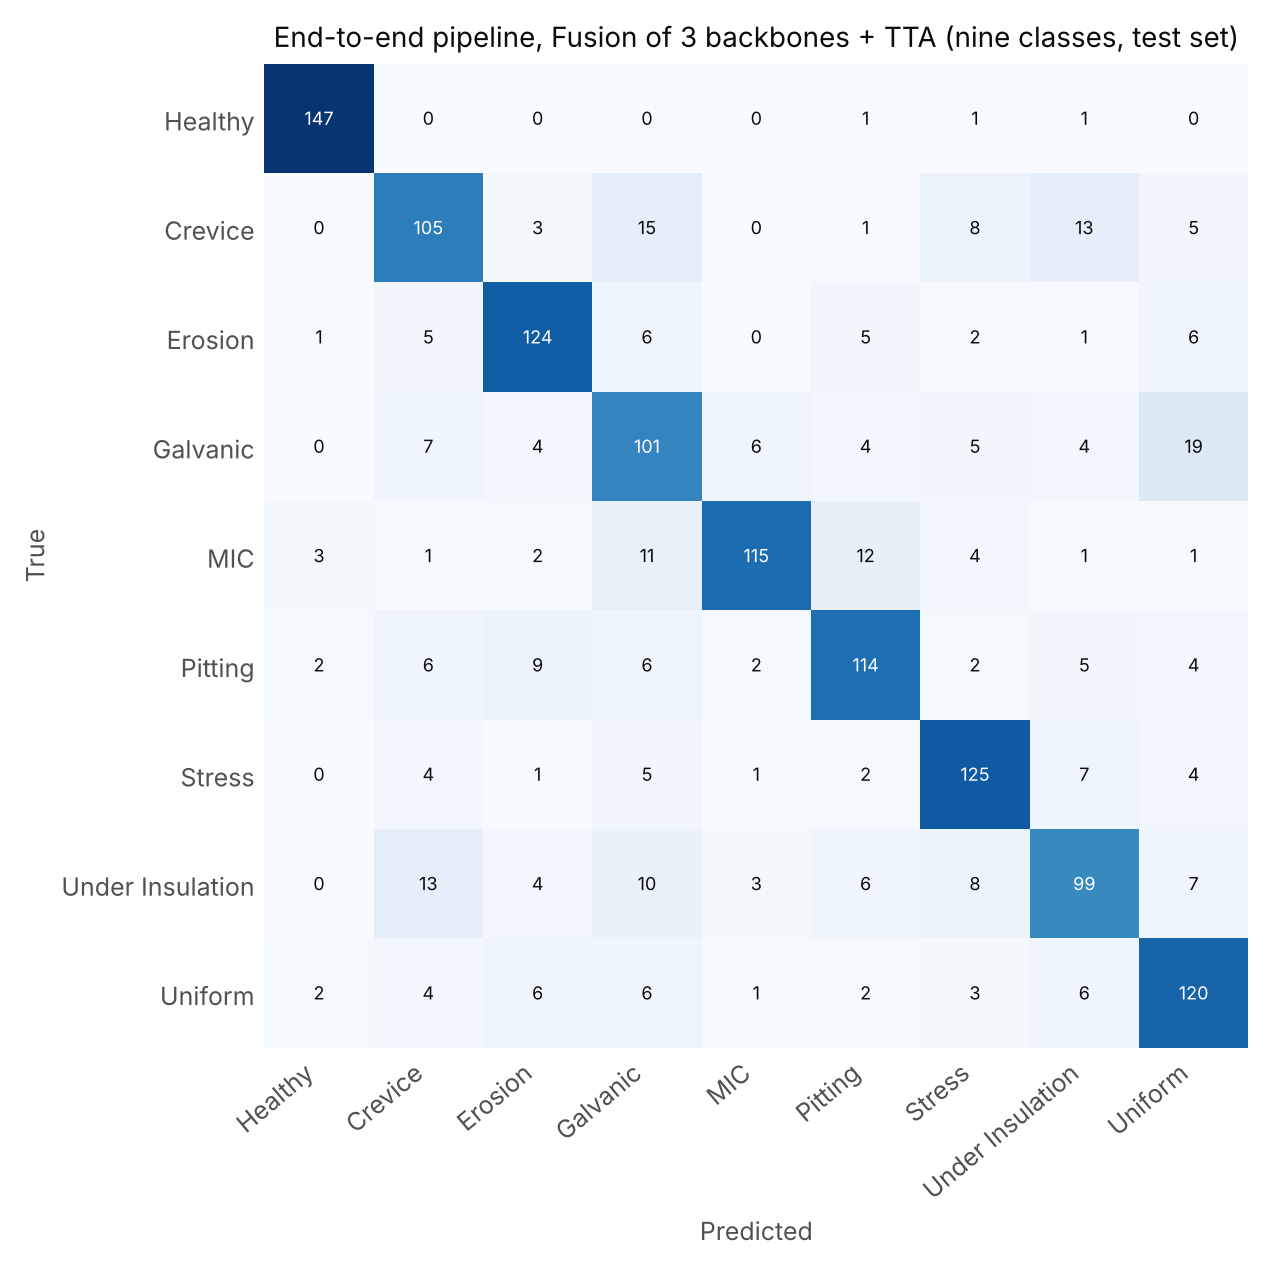 End-to-end pipeline, Fusion of 3 backbones + TTA (nine classes, test set)
Healthy 147 0 0 0 0 1 1 1 0
Crevice 0 105 3 15 0 1 8 13 5
Erosion 1 5 124 6 0 5 2 1 6
Galvanic 0 7 4 101 6 4 5 4 19
True
MIC 3 1 2 11 115 12 4 1 1
Pitting 2 6 9 6 2 114 2 5 4
Stress 0 4 1 5 1 2 125 7 4
Under Insulation 0 13 4 10 3 6 8 99 7
Uniform 2 4 6 6 1 2 3 6 120
Healthy Crevice Erosion Galvanic MIC Pitting Stress Under Insulation Uniform
Predicted